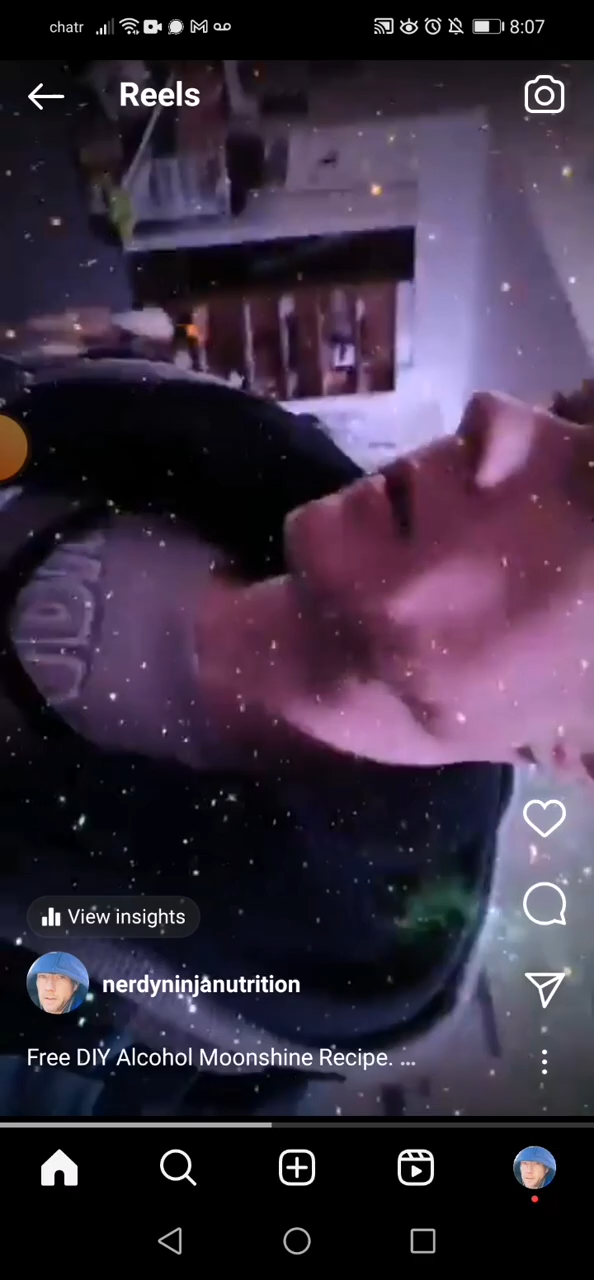 chatr 8:07
Reels
View insights
nerdyninjanutrition
Free DIY Alcohol Moonshine Recipe. ...